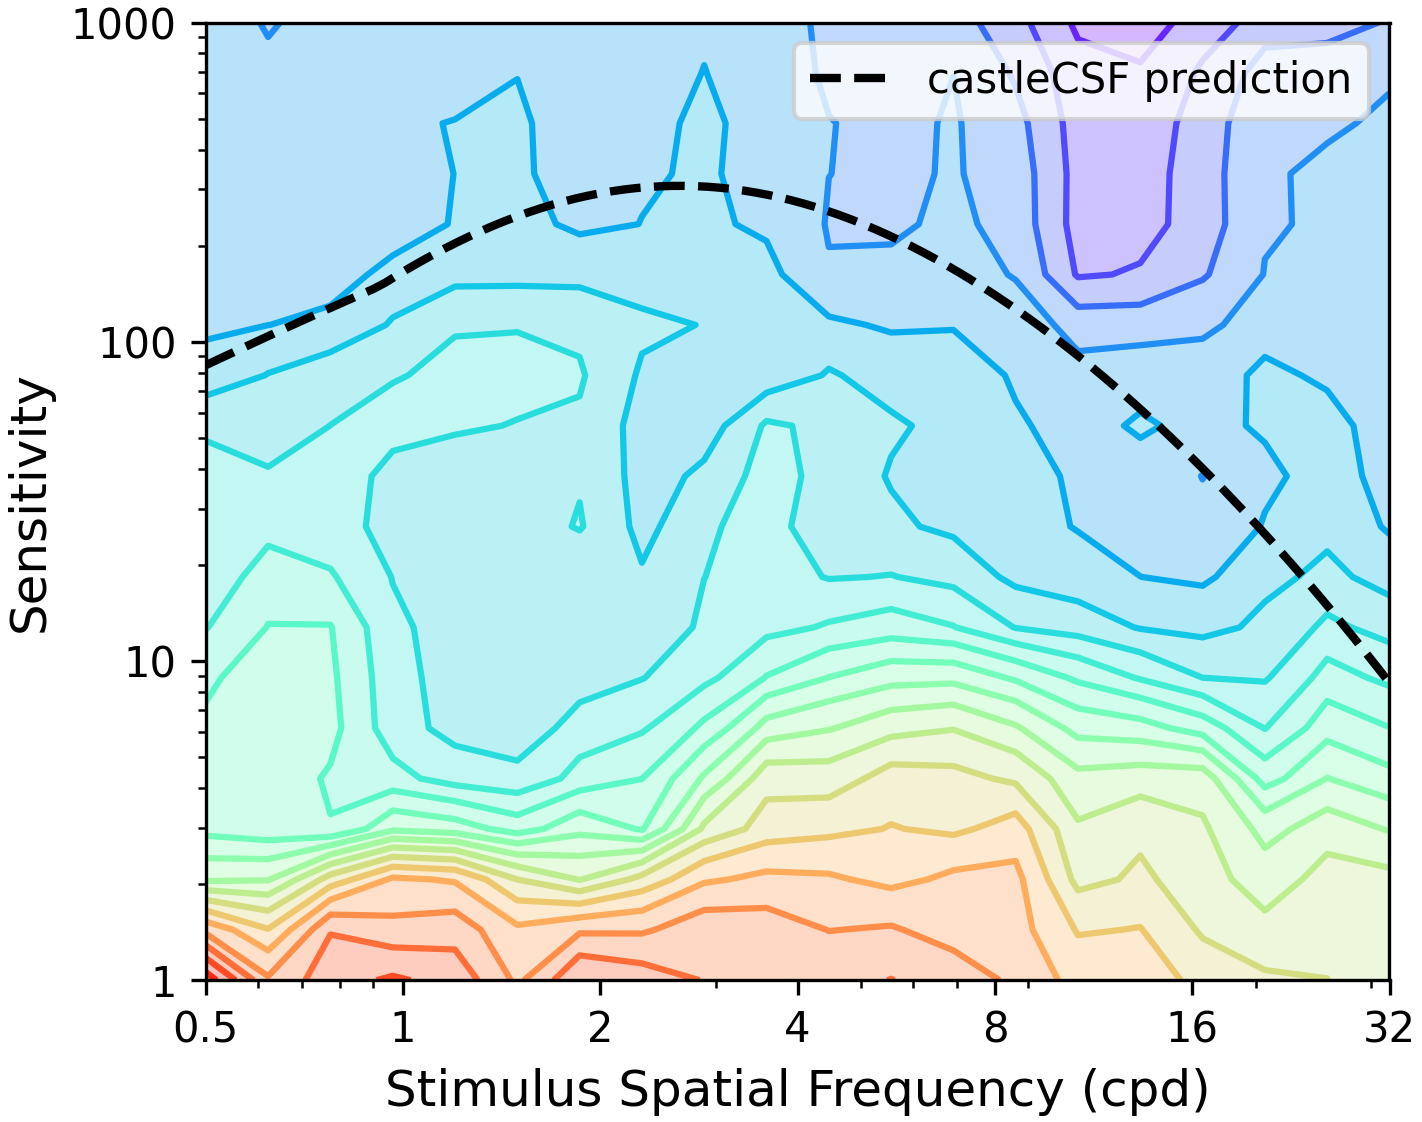 1000
castleCSF prediction
100
Sensitivity
10
1
0.5 1 2 4 8 16 32
Stimulus Spatial Frequency (cpd)